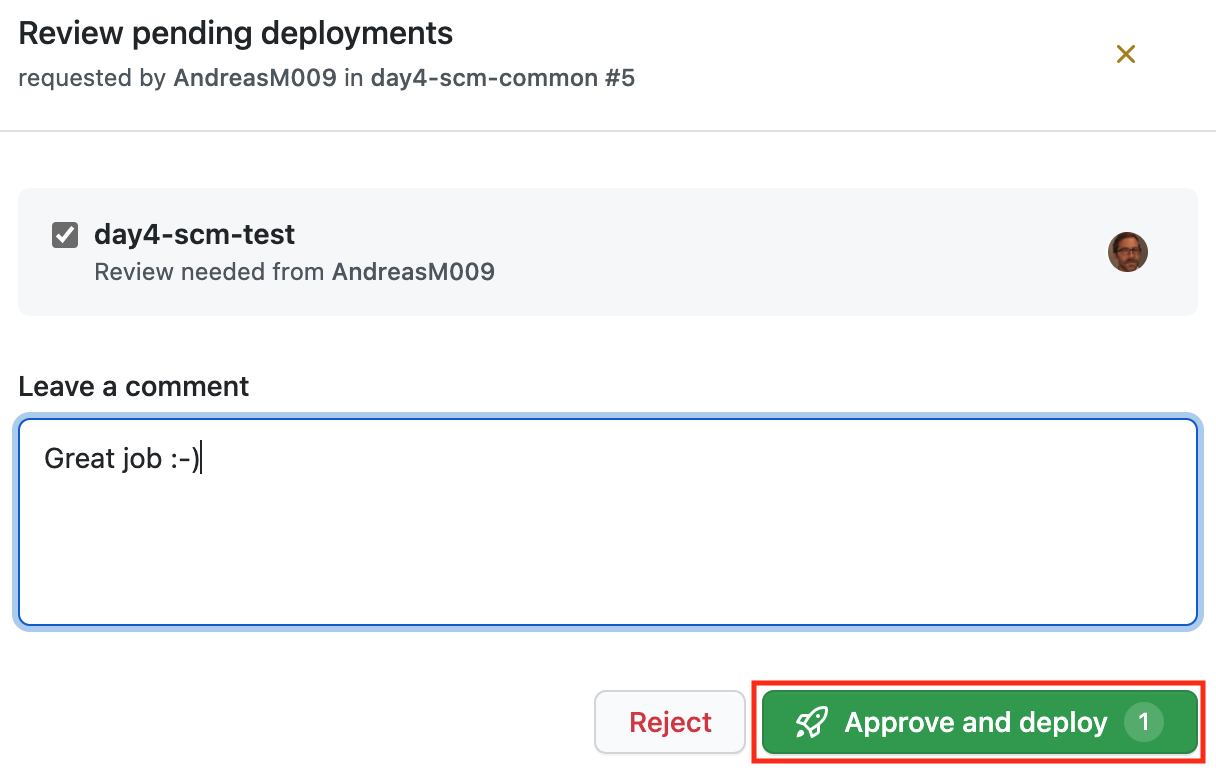 Review pending deployments
requested by AndreasM009 in day4-scm-common #5
day4-scm-test
Review needed from AndreasM009
Leave a comment
Great job :-)
Reject
Approve and deploy 1